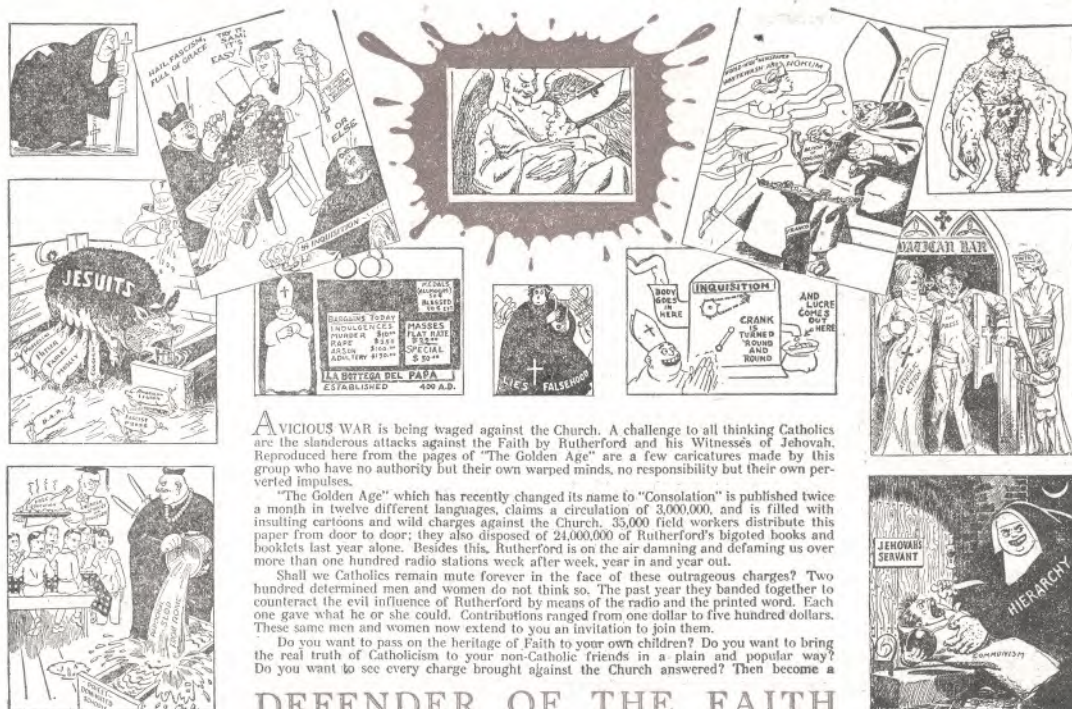 HAIL FASCISM,
FULL OF GRACE
TRY IT,
SAM,
IT'S
EASY!
OR
ELSE
INQUISITION
HOKUM
JESUITS
BARGAINS TODAY
INDULGENCES
MURDER
RAPE
ARSON $100.00
ADULTERY
MEDALS
ALUMINUM
BLESSED
MASSES
FLAT RATE
SPECIAL
$50.00
LA BOTTEGA DEL PAPA
ESTABLISHED 400 A.D.
LIES FALSEHOOD
BODY
GOES
IN
HERE
INQUISITION
CRANK
IS
TURNED
'ROUND
AND
'ROUND
AND
LUCRE
COMES
OUT
HERE
VATICAN BAR
THE PRESS
CATHOLIC ACTION
A VICIOUS WAR is being waged against the Church. A challenge to all thinking Catholics
are the slanderous attacks against the Faith by Rutherford and his Witnesses of Jehovah.
Reproduced here from the pages of "The Golden Age" are a few caricatures made by this
group who have no authority but their own warped minds, no responsibility but their own per-
verted impulses.
"The Golden Age" which has recently changed its name to "Consolation" is published twice
a month in twelve different languages, claims a circulation of 3,000,000, and is filled with
insulting cartoons and wild charges against the Church. 35,000 field workers distribute this
paper from door to door; they also disposed of 24,000,000 of Rutherford's bigoted books and
booklets last year alone. Besides this, Rutherford is on the air damning and defaming us over
more than one hundred radio stations week after week, year in and year out.
Shall we Catholics remain mute forever in the face of these outrageous charges? Two
hundred determined men and women do not think so. The past year they banded together to
counteract the evil influence of Rutherford by means of the radio and the printed word. Each
one gave what he or she could. Contributions ranged from one dollar to five hundred dollars.
These same men and women now extend to you an invitation to join them.
Do you want to pass on the heritage of Faith to your own children? Do you want to bring
the real truth of Catholicism to your non-Catholic friends in a plain and popular way?
Do you want to see every charge brought against the Church answered? Then become a
DEFENDER OF THE FAITH
JEHOVAHS
SERVANT
HIERARCHY
COMMUNISM